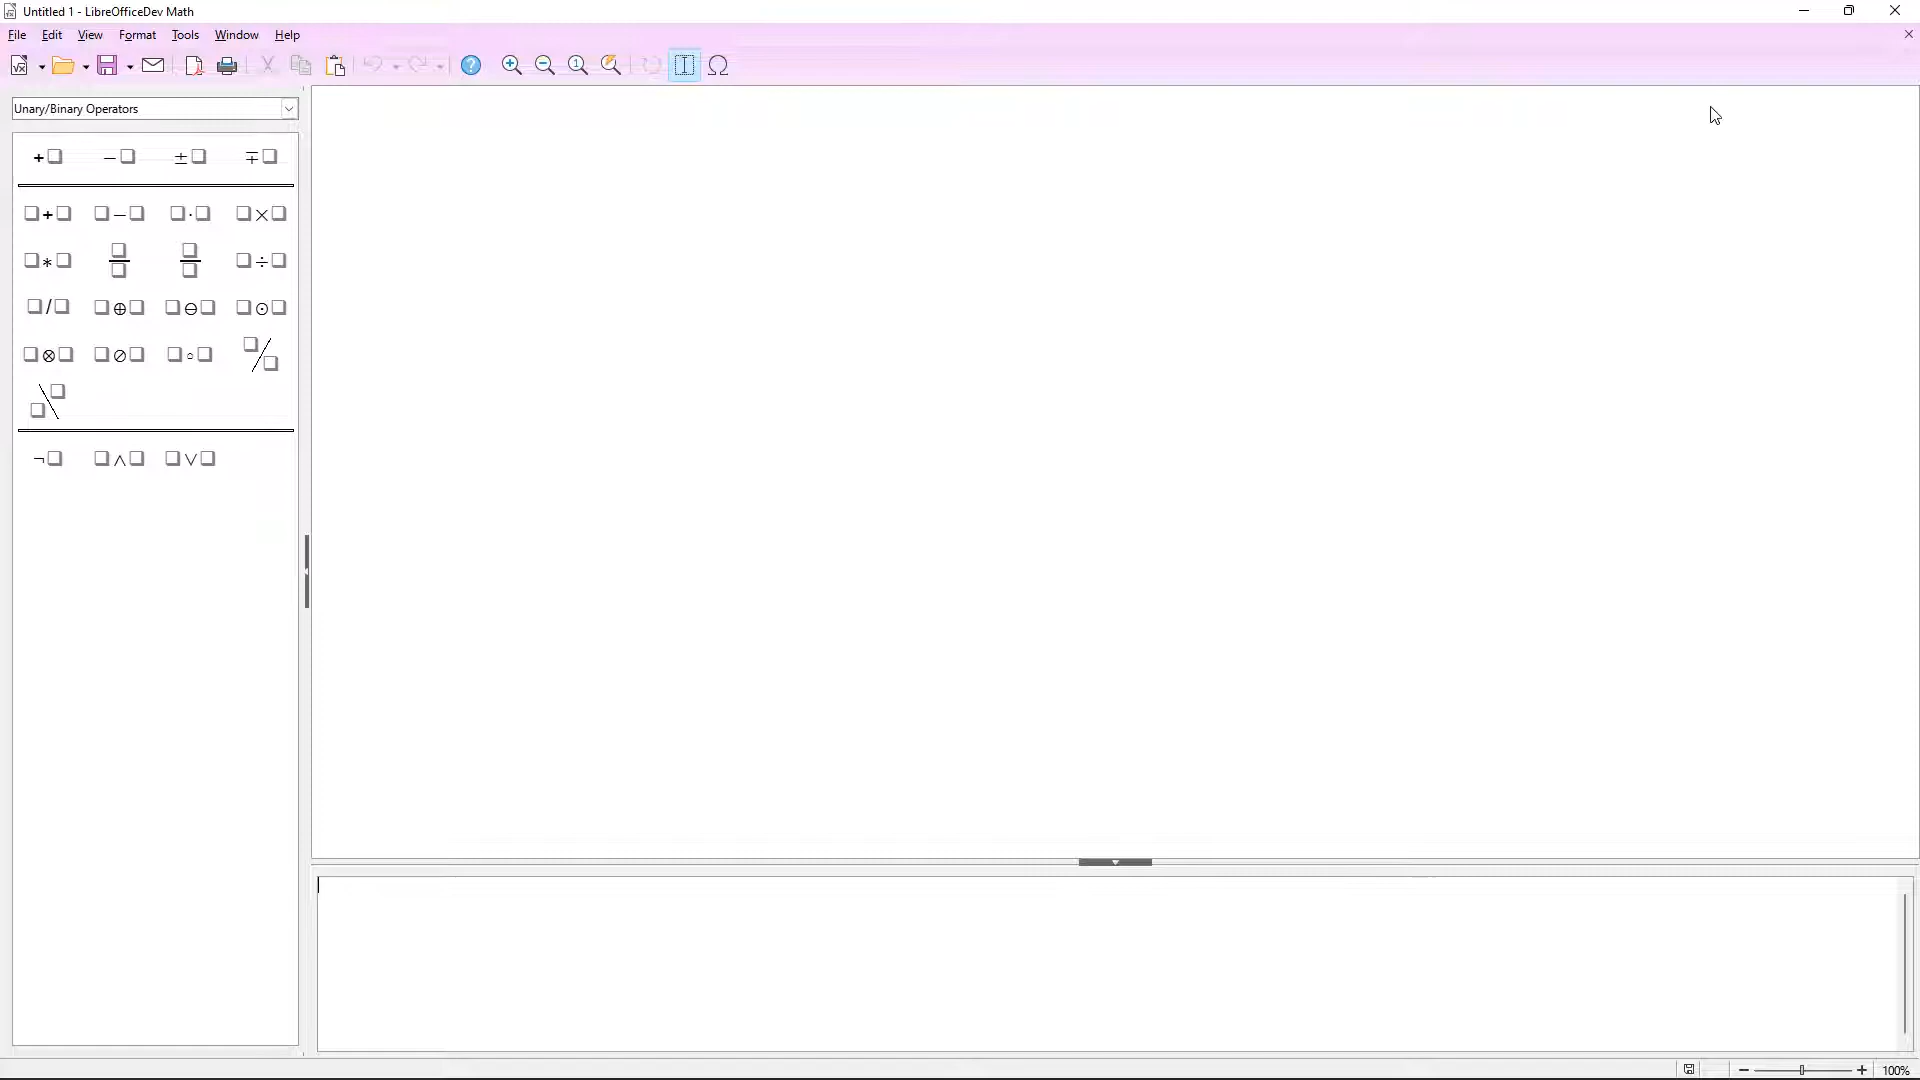 Untitled 1 - LibreOfficeDev Math
File Edit View Format Tools Window Help
Unary/Binary Operators
+□ −□ ±□ ∓□
□+□ □−□ □·□ □×□
□∗□ □/□ □/□ □÷□
□/□ □⊕□ □⊖□ □⊙□
□⊗□ □⊘□ □∘□ □/□
□\□
¬□ □∧□ □∨□
100%